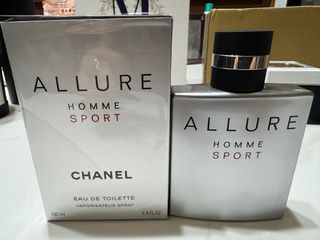 ALLURE
HOMME
SPORT
CHANEL
EAU DE TOILETTE
VAPORISATEUR SPRAY
100 ml
3.4 FL.OZ
ALLURE
HOMME
SPORT